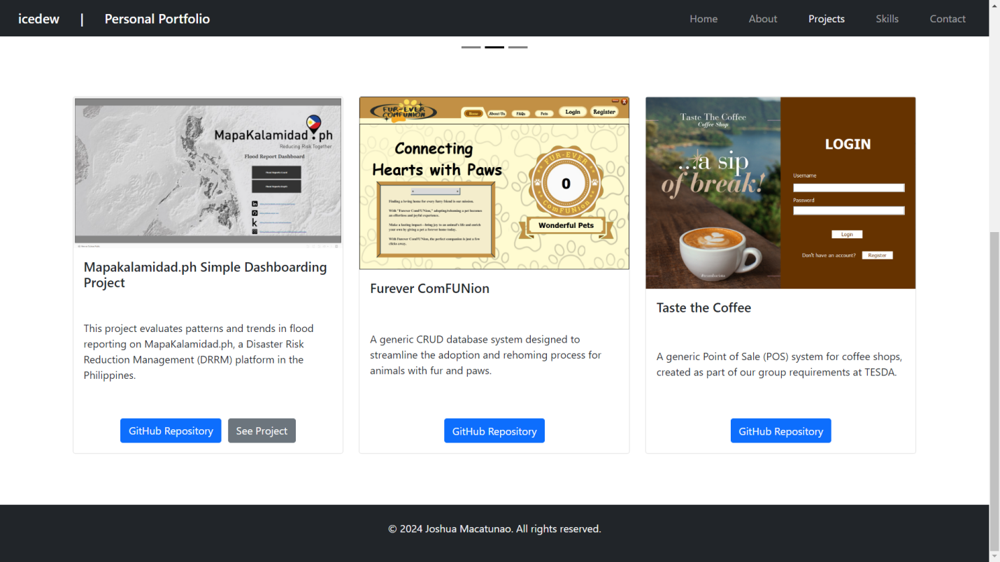 icedew | Personal Portfolio Home About Projects Skills Contact
MapaKalamidad.ph
Reducing Risk Together
Flood Report Dashboard
Mapakalamidad.ph Simple Dashboarding
Project
This project evaluates patterns and trends in flood
reporting on MapaKalamidad.ph, a Disaster Risk
Reduction Management (DRRM) platform in the
Philippines.
GitHub Repository See Project
FUR-EVER
COMFUNION
Home About Us FAQs Pets Login Register
Connecting
Hearts with Paws
Finding a loving home for every furry friend is our mission.
With "Furever ComFUNion," adopting/rehoming a pet becomes
an effortless and joyful experience.
Make a lasting impact—being joy to an animal's life and enrich
your own by giving a pet a forever home today.
With Furever ComFUNion, the perfect companion is just a few
clicks away.
FUR-EVER
0
ComFUNion
Wonderful Pets
Furever ComFUNion
A generic CRUD database system designed to
streamline the adoption and rehoming process for
animals with fur and paws.
GitHub Repository
Taste The Coffee
Coffee Shop
...a sip
of break!
LOGIN
Username
Password
Login
Don't have an account? Register
Taste the Coffee
A generic Point of Sale (POS) system for coffee shops,
created as part of our group requirements at TESDA.
GitHub Repository
© 2024 Joshua Macatunao. All rights reserved.